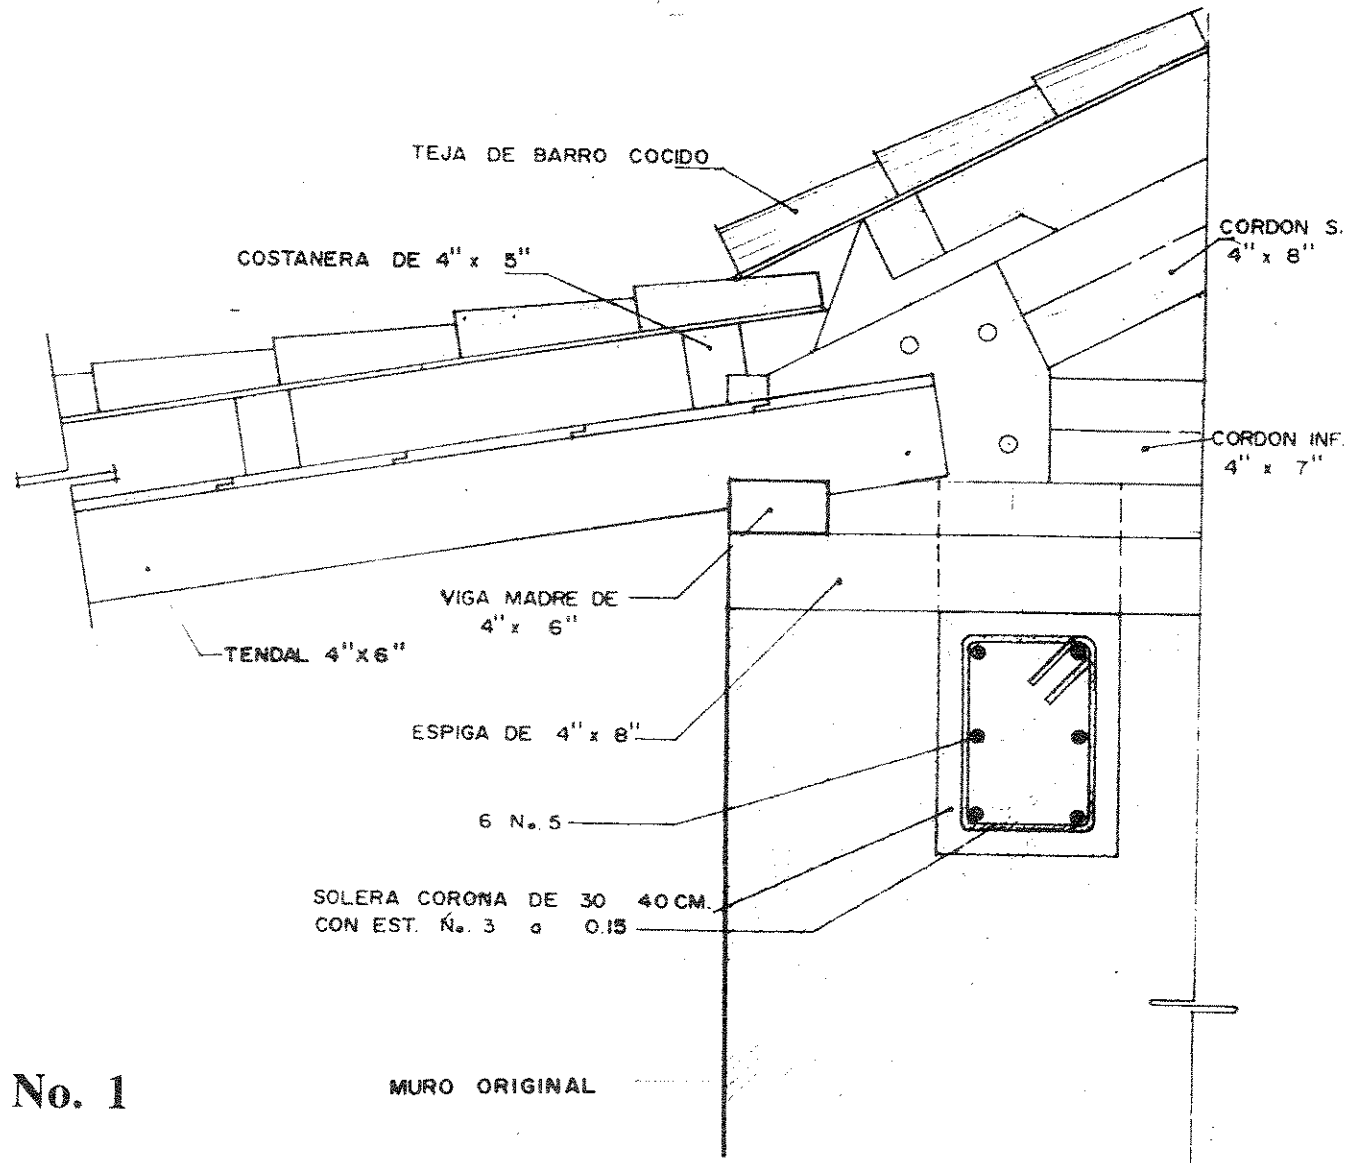 TEJA DE BARRO COCIDO
COSTANERA DE 4" x 5"
CORDON S.
4" x 8"
CORDON INF.
4" x 7"
VIGA MADRE DE
4" x 6"
TENDAL 4"X6"
ESPIGA DE 4" x 8"
6 No. 5
SOLERA CORONA DE 30 40 CM.
CON EST. No. 3 a 0.15
No. 1
MURO ORIGINAL